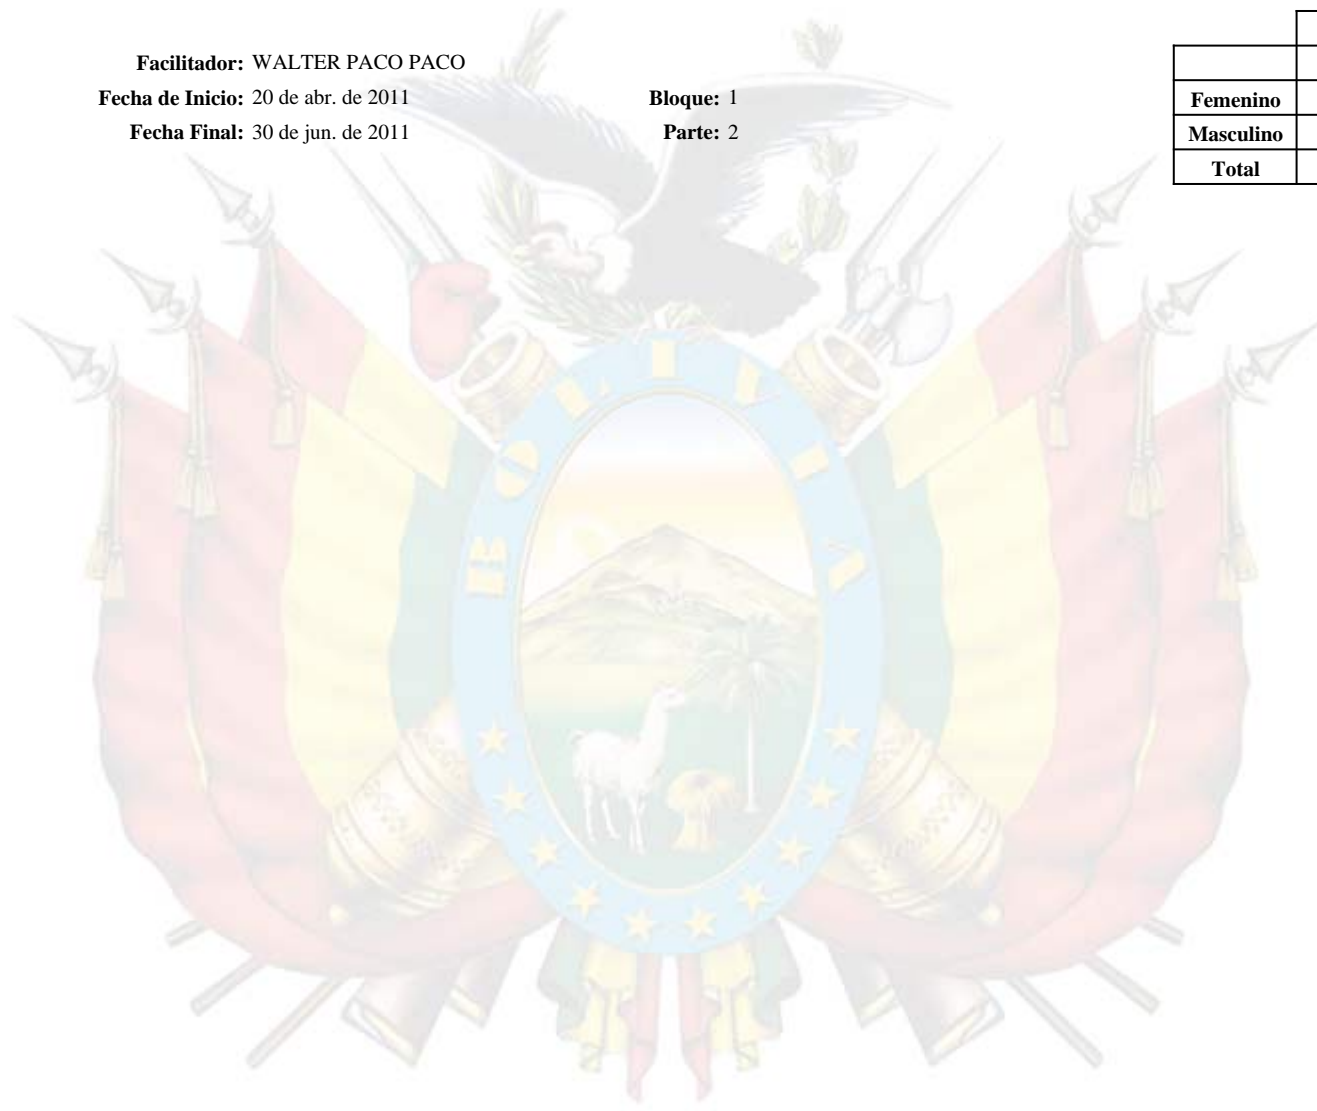 Facilitador: WALTER PACO PACO
Fecha de Inicio: 20 de abr. de 2011 Bloque: 1
Fecha Final: 30 de jun. de 2011 Parte: 2
Femenino
Masculino
Total
BOLIVIA